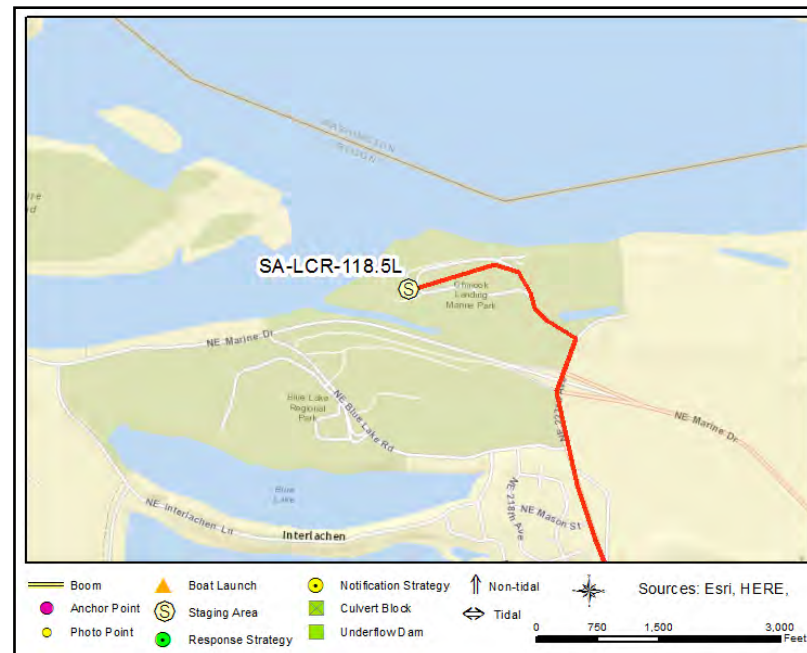 WASHINGTON
OREGON
SA-LCR-118.5L
Chinook
Landing
Marine Park
NE Marine Dr
NE Marine Dr
Blue Lake
Regional
Park
NE Blue Lake Rd
NE 223rd Ave
Blue
Lake
NE Interlachen Ln
Interlachen
NE 218th Ave
NE Mason St
Boom
Boat Launch
Notification Strategy
Non-tidal
Sources: Esri, HERE,
Anchor Point
S
Staging Area
Culvert Block
Tidal
Photo Point
Response Strategy
Underflow Dam
0 750 1,500 3,000
Feet